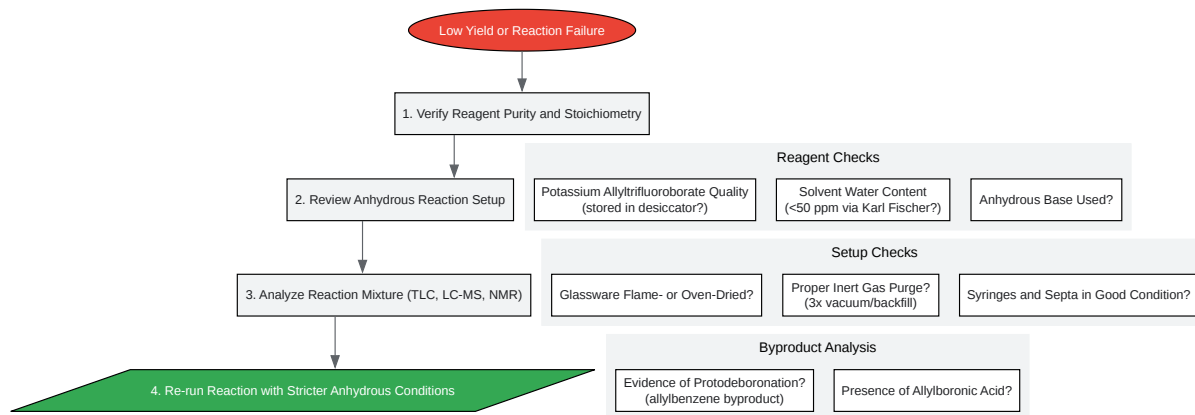 Low Yield or Reaction Failure
1. Verify Reagent Purity and Stoichiometry
Reagent Checks
2. Review Anhydrous Reaction Setup
Potassium Allyltrifluoroborate Quality
(stored in desiccator?)
Solvent Water Content
(<50 ppm via Karl Fischer?)
Anhydrous Base Used?
Setup Checks
3. Analyze Reaction Mixture (TLC, LC-MS, NMR)
Glassware Flame- or Oven-Dried?
Proper Inert Gas Purge?
(3x vacuum/backfill)
Syringes and Septa in Good Condition?
Byproduct Analysis
4. Re-run Reaction with Stricter Anhydrous Conditions
Evidence of Protodeboronation?
(allylbenzene byproduct)
Presence of Allylboronic Acid?